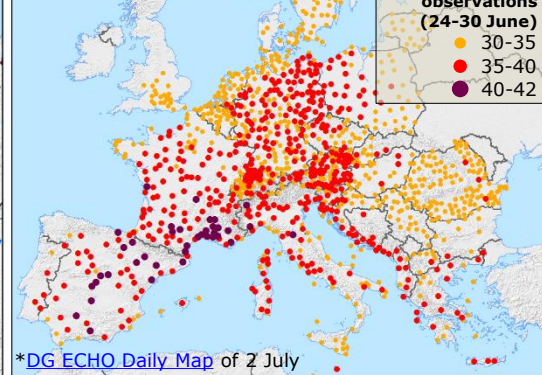 observations
(24-30 June)
30-35
35-40
40-42
*DG ECHO Daily Map of 2 July